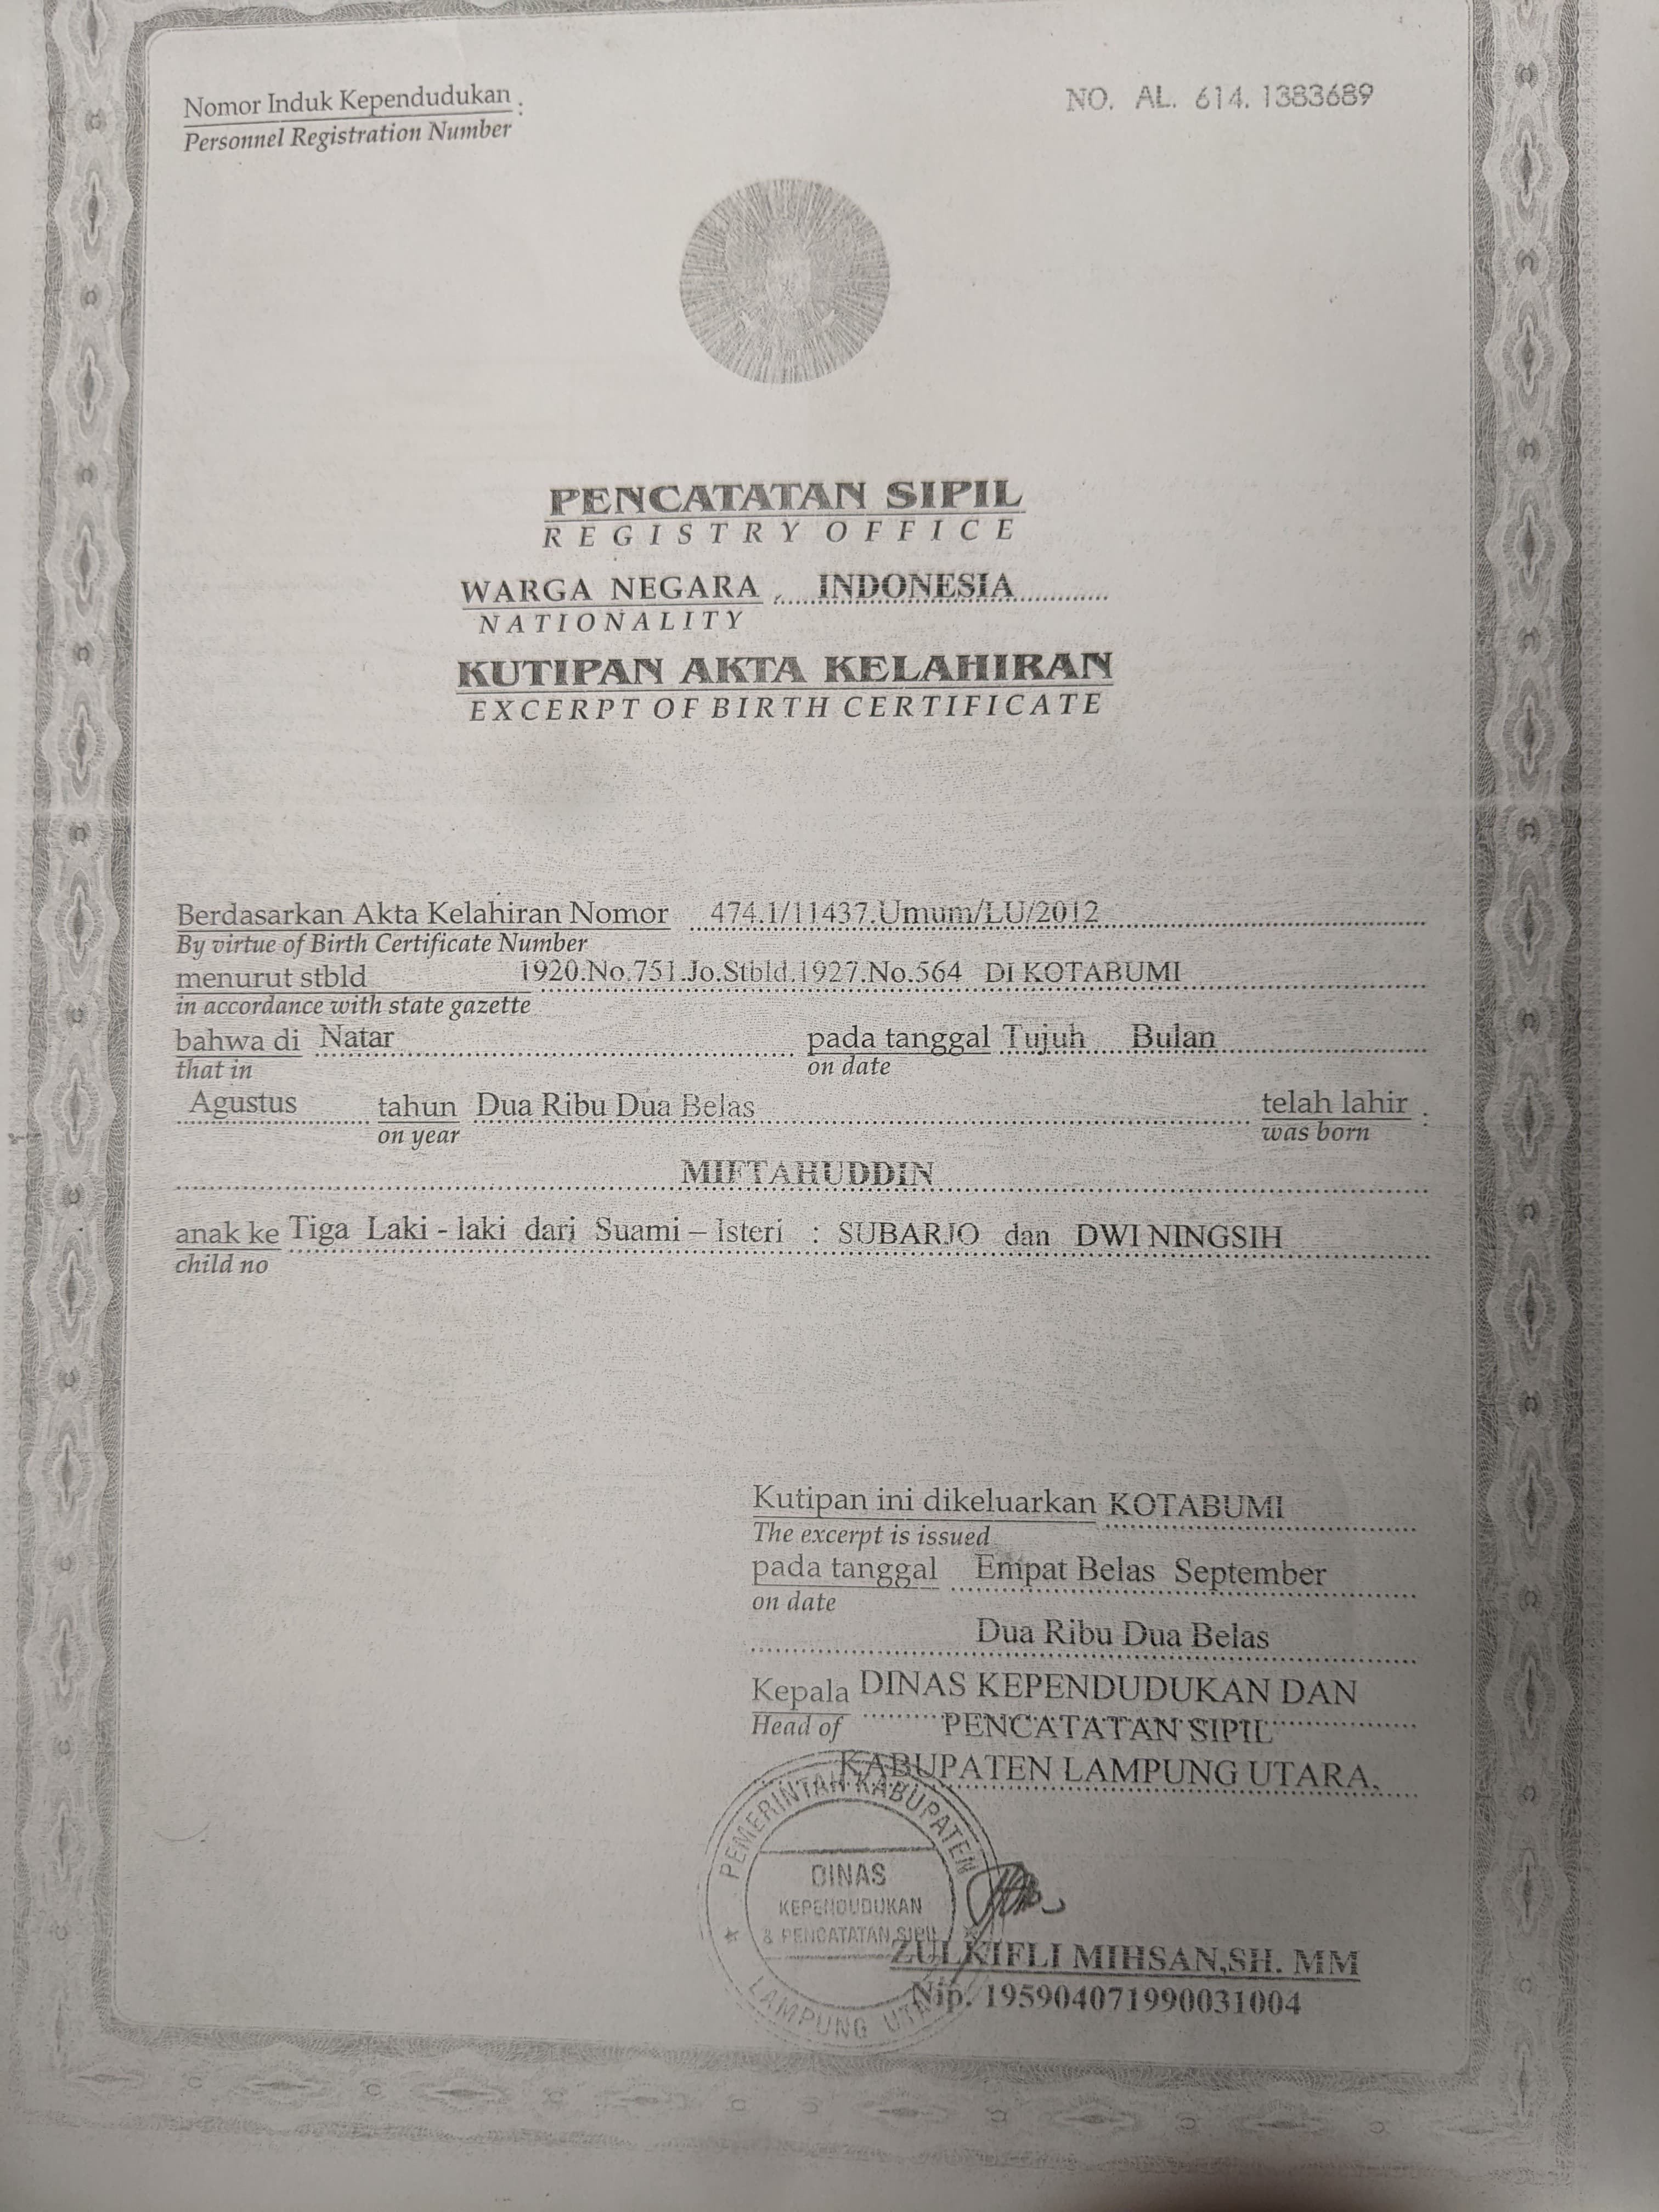 Nomor Induk Kependudukan :
Personnel Registration Number
NO. AL. 614. 1383689
PENCATATAN SIPIL
REGISTRY OFFICE
WARGA NEGARA : INDONESIA
NATIONALITY
KUTIPAN AKTA KELAHIRAN
EXCERPT OF BIRTH CERTIFICATE
Berdasarkan Akta Kelahiran Nomor 474.1/11437.Umum/LU/2012
By virtue of Birth Certificate Number
menurut stbld 1920.No.751.Jo.Stbld.1927.No.564 DI KOTABUMI
in accordance with state gazette
bahwa di Natar pada tanggal Tujuh Bulan
that in on date
Agustus tahun Dua Ribu Dua Belas telah lahir :
on year was born
MIFTAHUDDIN
anak ke Tiga Laki - laki dari Suami – Isteri : SUBARJO dan DWI NINGSIH
child no
Kutipan ini dikeluarkan KOTABUMI
The excerpt is issued
pada tanggal Empat Belas September
on date
Dua Ribu Dua Belas
Kepala DINAS KEPENDUDUKAN DAN
Head of PENCATATAN SIPIL
KABUPATEN LAMPUNG UTARA,
PEMERINTAH KABUPATEN
DINAS
KEPENDUDUKAN
& PENCATATAN SIPIL
LAMPUNG UTARA
ZULKIFLI MIHSAN,SH. MM
Nip. 195904071990031004